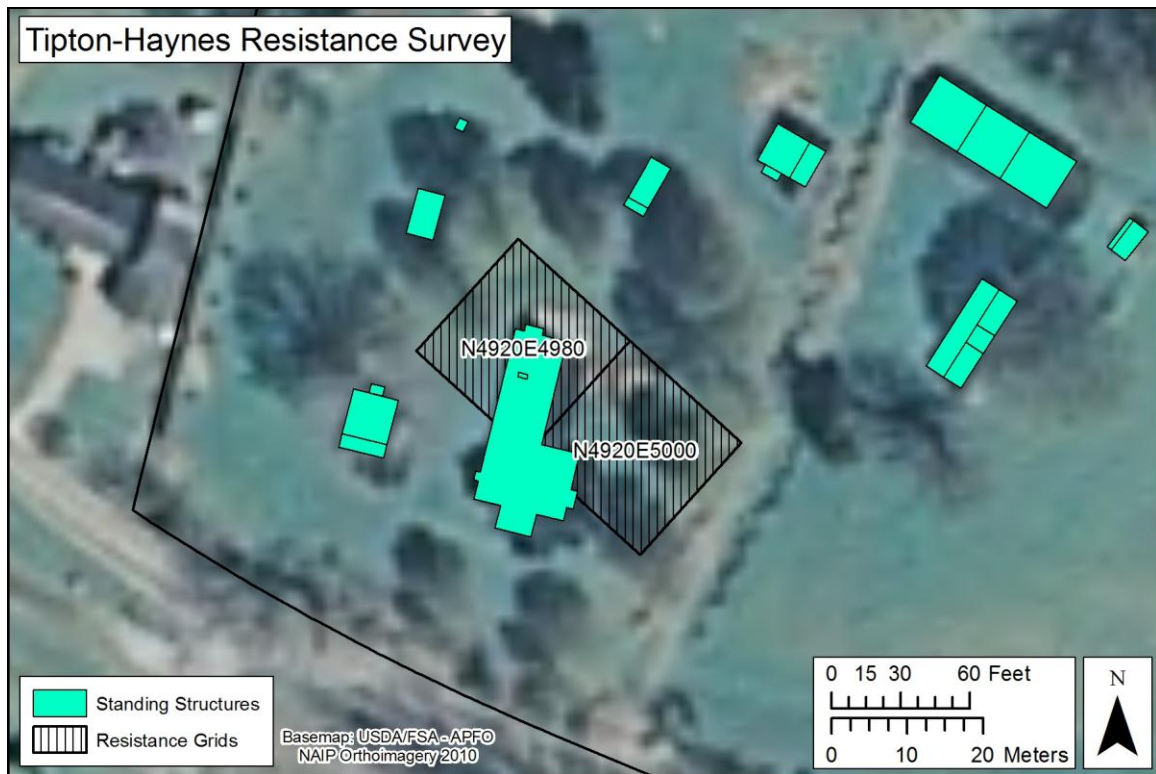 Tipton-Haynes Resistance Survey
N4920E4980
N4920E5000
Standing Structures
Resistance Grids
Basemap: USDA/FSA - APFO
NAIP Orthoimagery 2010
0 15 30 60 Feet
0 10 20 Meters
N